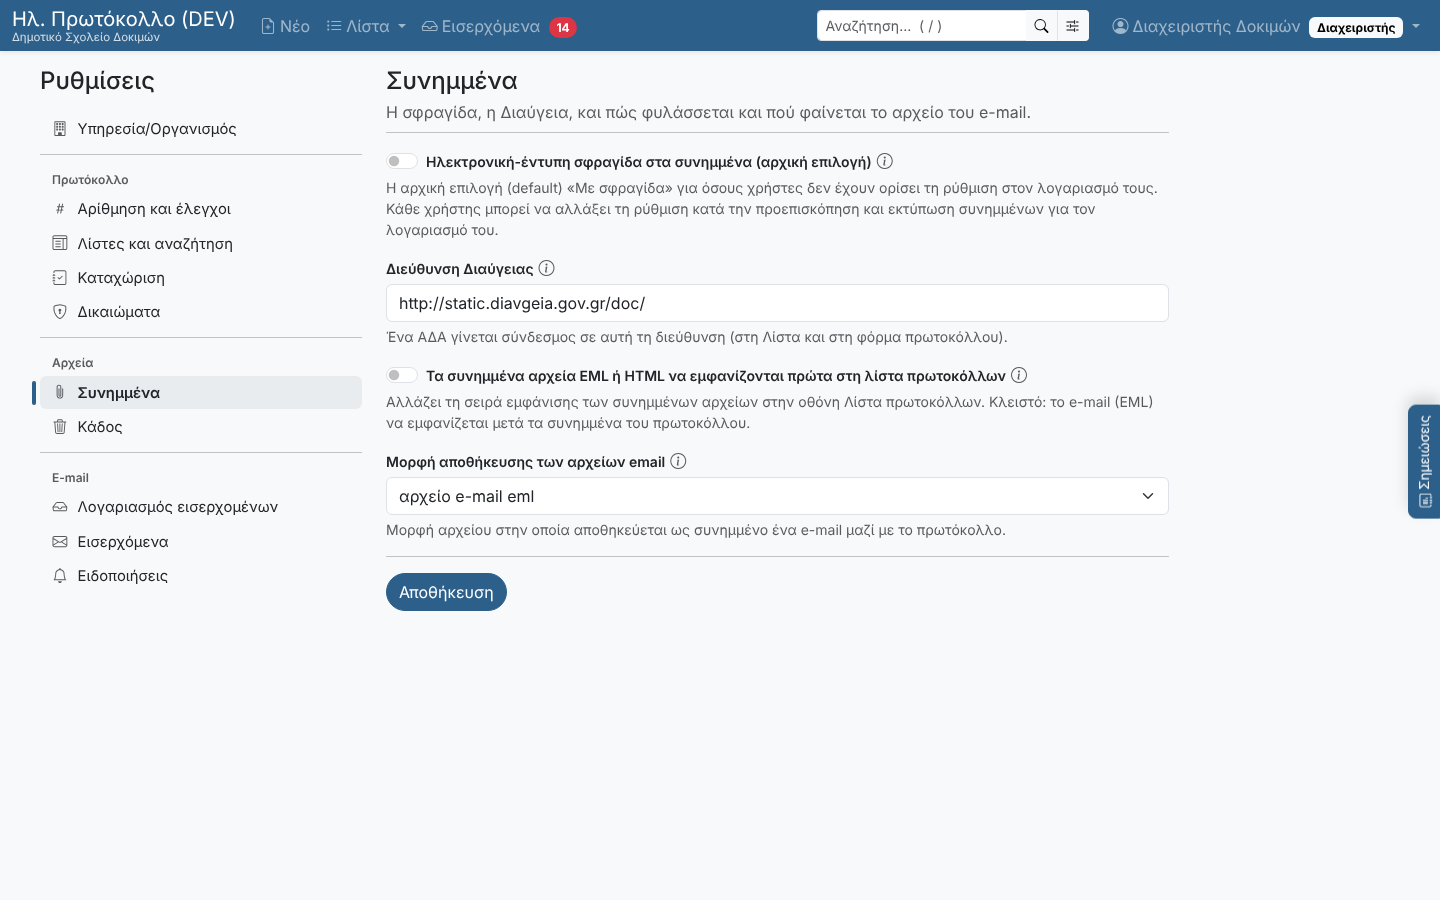 Ηλ. Πρωτόκολλο (DEV)
Δημοτικό Σχολείο Δοκιμών
Νέο
Λίστα
Εισερχόμενα 14
Αναζήτηση... ( / )
Διαχειριστής Δοκιμών Διαχειριστής
Ρυθμίσεις
Υπηρεσία/Οργανισμός
Πρωτόκολλο
# Αρίθμηση και έλεγχοι
Λίστες και αναζήτηση
Καταχώριση
Δικαιώματα
Αρχεία
Συνημμένα
Κάδος
E-mail
Λογαριασμός εισερχομένων
Εισερχόμενα
Ειδοποιήσεις
Συνημμένα
Η σφραγίδα, η Διαύγεια, και πώς φυλάσσεται και πού φαίνεται το αρχείο του e-mail.
Ηλεκτρονική-έντυπη σφραγίδα στα συνημμένα (αρχική επιλογή)
Η αρχική επιλογή (default) «Με σφραγίδα» για όσους χρήστες δεν έχουν ορίσει τη ρύθμιση στον λογαριασμό τους.
Κάθε χρήστης μπορεί να αλλάξει τη ρύθμιση κατά την προεπισκόπηση και εκτύπωση συνημμένων για τον
λογαριασμό του.
Διεύθυνση Διαύγειας
http://static.diavgeia.gov.gr/doc/
Ένα ΑΔΑ γίνεται σύνδεσμος σε αυτή τη διεύθυνση (στη Λίστα και στη φόρμα πρωτοκόλλου).
Τα συνημμένα αρχεία EML ή HTML να εμφανίζονται πρώτα στη λίστα πρωτοκόλλων
Αλλάζει τη σειρά εμφάνισης των συνημμένων αρχείων στην οθόνη Λίστα πρωτοκόλλων. Κλειστό: το e-mail (EML)
να εμφανίζεται μετά τα συνημμένα του πρωτοκόλλου.
Μορφή αποθήκευσης των αρχείων email
αρχείο e-mail eml
Μορφή αρχείου στην οποία αποθηκεύεται ως συνημμένο ένα e-mail μαζί με το πρωτόκολλο.
Αποθήκευση
Σημειώσεις